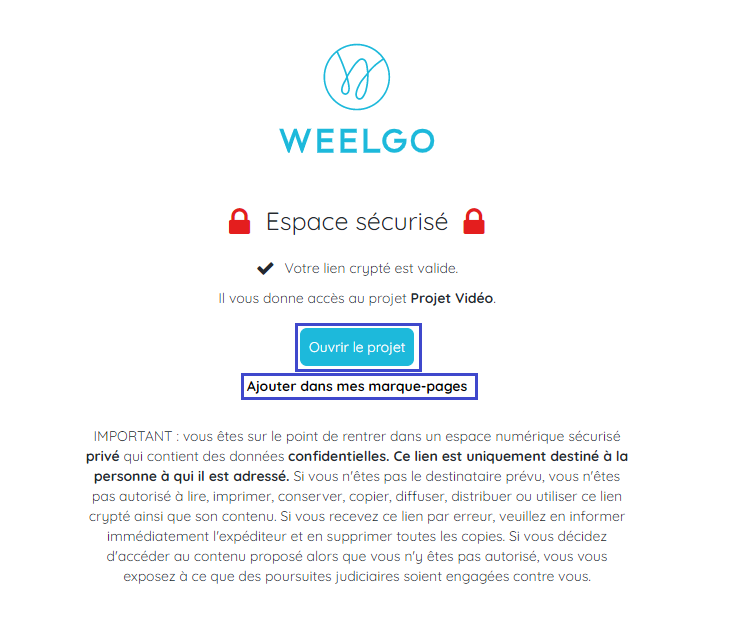 WEELGO
Espace sécurisé
Votre lien crypté est valide.
Il vous donne accès au projet Projet Vidéo.
Ouvrir le projet
Ajouter dans mes marque-pages
IMPORTANT : vous êtes sur le point de rentrer dans un espace numérique sécurisé
privé qui contient des données confidentielles. Ce lien est uniquement destiné à la
personne à qui il est adressé. Si vous n'êtes pas le destinataire prévu, vous n'êtes
pas autorisé à lire, imprimer, conserver, copier, diffuser, distribuer ou utiliser ce lien
crypté ainsi que son contenu. Si vous recevez ce lien par erreur, veuillez en informer
immédiatement l'expéditeur et en supprimer toutes les copies. Si vous décidez
d'accéder au contenu proposé alors que vous n'y êtes pas autorisé, vous vous
exposez à ce que des poursuites judiciaires soient engagées contre vous.